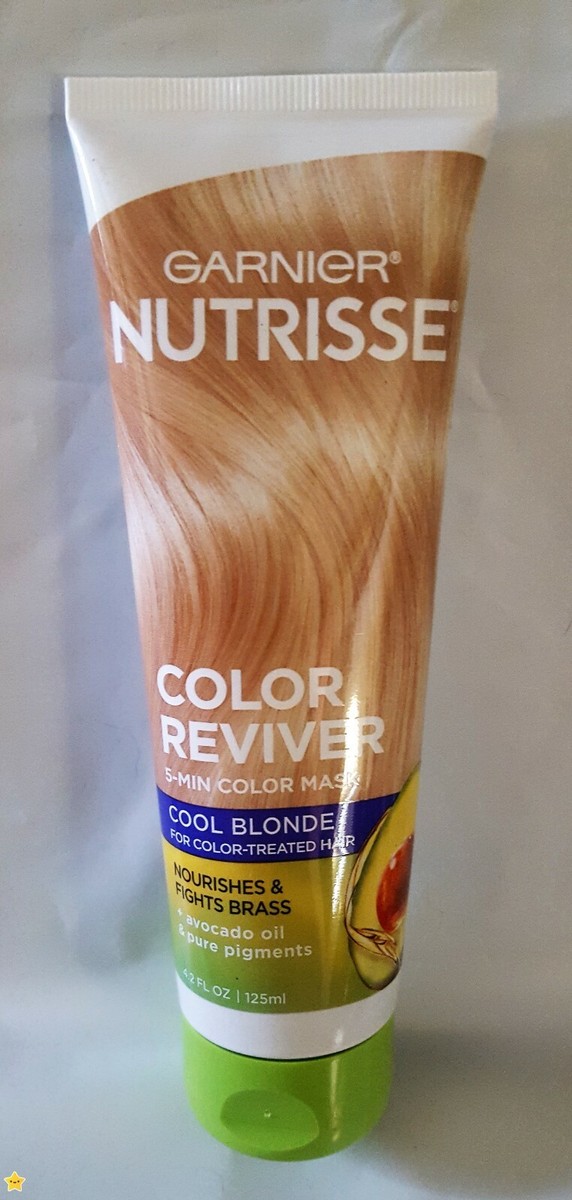 GARNIER®
NUTRISSE®
COLOR
REVIVER
5-MIN COLOR MASK
COOL BLONDE
FOR COLOR-TREATED HAIR
NOURISHES &
FIGHTS BRASS
+ avocado oil
& pure pigments
4.2 FL OZ | 125ml